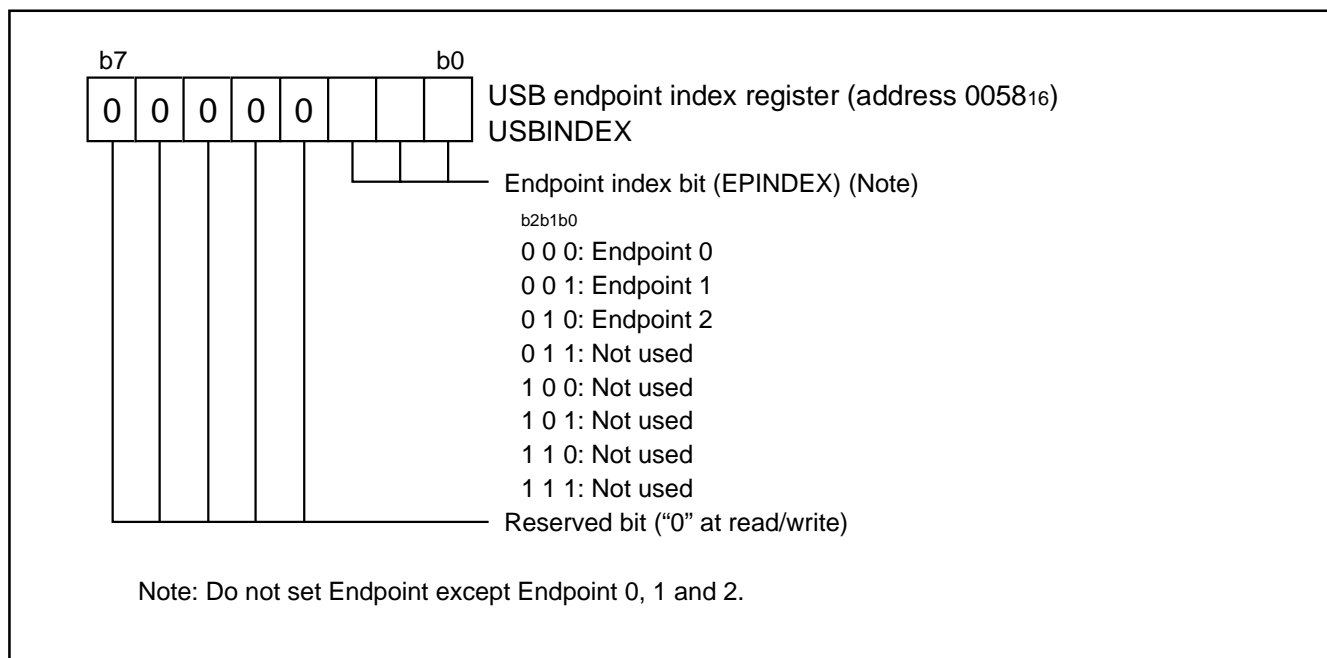 b7 b0
0 0 0 0 0
USB endpoint index register (address 005816)
USBINDEX
Endpoint index bit (EPINDEX) (Note)
b2b1b0
0 0 0: Endpoint 0
0 0 1: Endpoint 1
0 1 0: Endpoint 2
0 1 1: Not used
1 0 0: Not used
1 0 1: Not used
1 1 0: Not used
1 1 1: Not used
Reserved bit (“0” at read/write)
Note: Do not set Endpoint except Endpoint 0, 1 and 2.